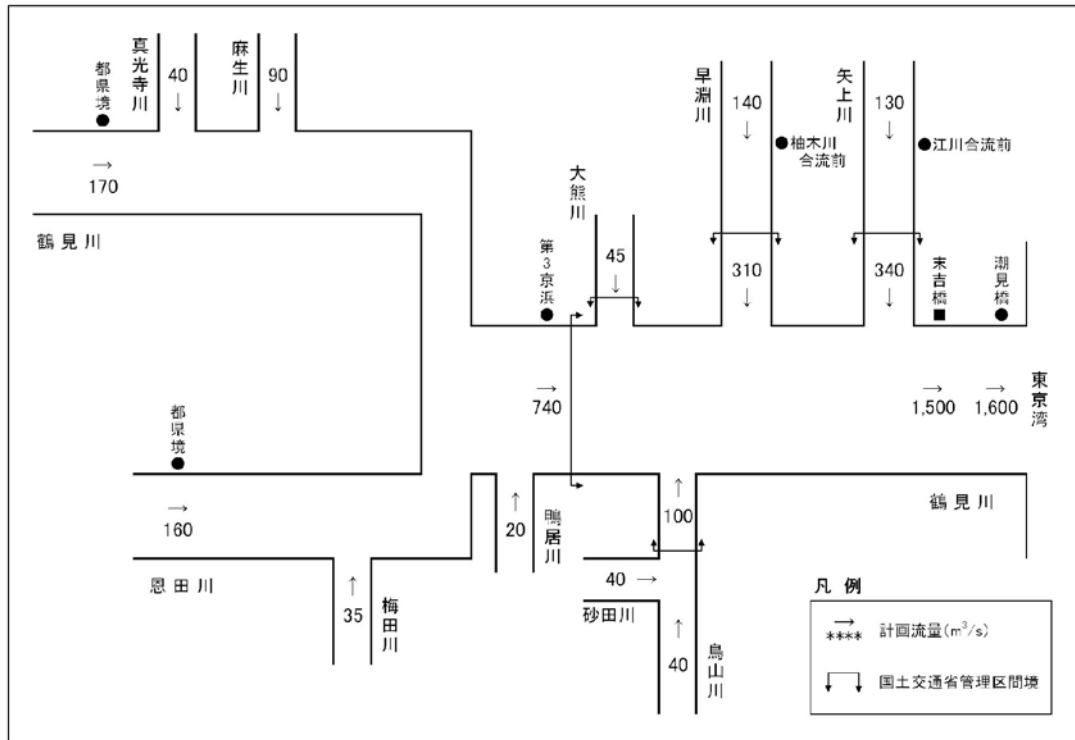 都県境
真光寺川
40
↓
麻生川
90
↓
早淵川
140
↓
柚木川
合流前
矢上川
130
↓
江川合流前
→
170
鶴見川
大熊川
第3京浜
45
↓
310
↓
340
↓
末吉橋
潮見橋
→
740
→
1,500
→
1,600
東京湾
都県境
→
160
恩田川
↑
35
梅田川
↑
20
鴨居川
↑
100
鶴見川
40 →
砂田川
↑
40
鳥山川
凡 例
→
****
計画流量(m³/s)
国土交通省管理区間境